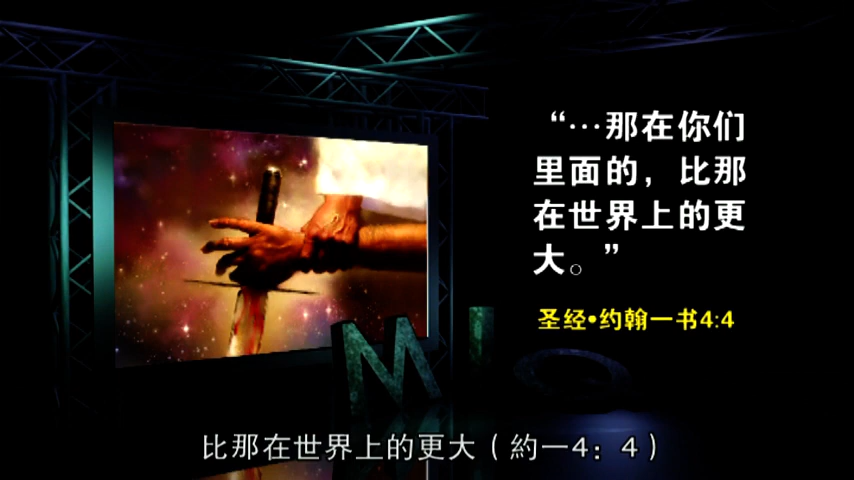 “…那在你们
里面的，比那
在世界上的更
大。”
圣经•约翰一书4:4
M I O
比那在世界上的更大（約一4：4）